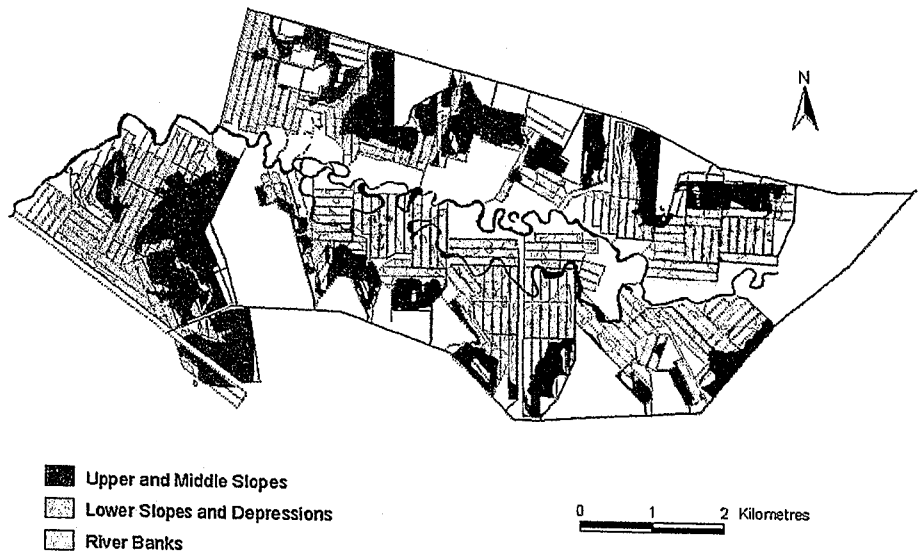 N
Upper and Middle Slopes
Lower Slopes and Depressions
River Banks
0 1 2 Kilometres